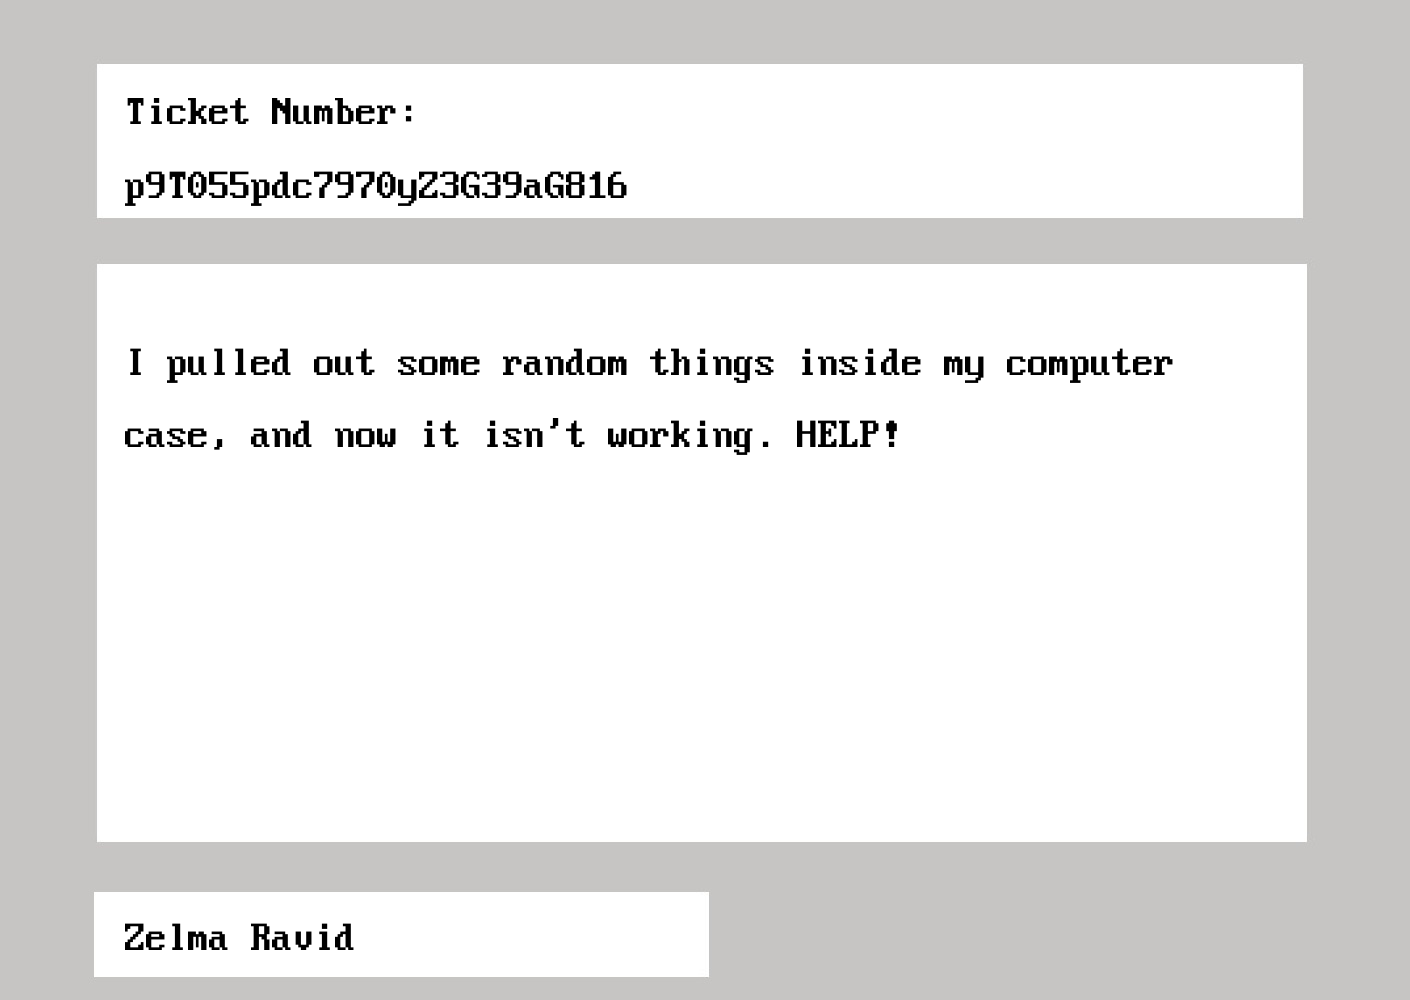 Ticket Number:
p9T055pdc7970yZ3G39aG816
I pulled out some random things inside my computer
case, and now it isn't working. HELP!
Zelma Ravid